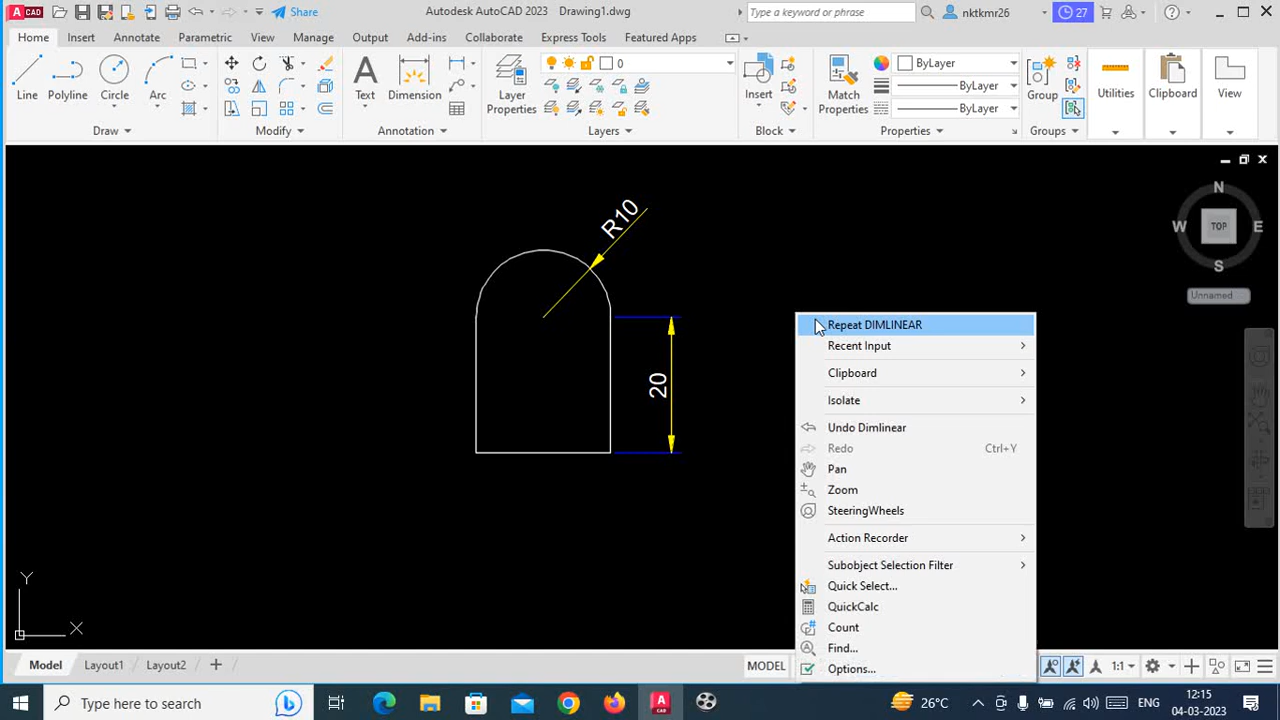 CAD
Share
Autodesk AutoCAD 2023 Drawing1.dwg
Type a keyword or phrase
nktkmr26
27
Home Insert Annotate Parametric View Manage Output Add-ins Collaborate Express Tools Featured Apps
Line
Polyline
Circle
Arc
Text
Dimension
Layer Properties
0
Insert
Match Properties
ByLayer
ByLayer
ByLayer
Group
Utilities
Clipboard
View
Draw
Modify
Annotation
Layers
Block
Properties
Groups
N
W TOP E
S
Unnamed
R10
20
Repeat DIMLINEAR
Recent Input
Clipboard
Isolate
Undo Dimlinear
Redo Ctrl+Y
Pan
Zoom
SteeringWheels
Action Recorder
Subobject Selection Filter
Quick Select...
QuickCalc
Count
Find...
Options...
Y
X
Model Layout1 Layout2
MODEL
1:1
Type here to search
CAD
26°C
ENG
12:15
04-03-2023